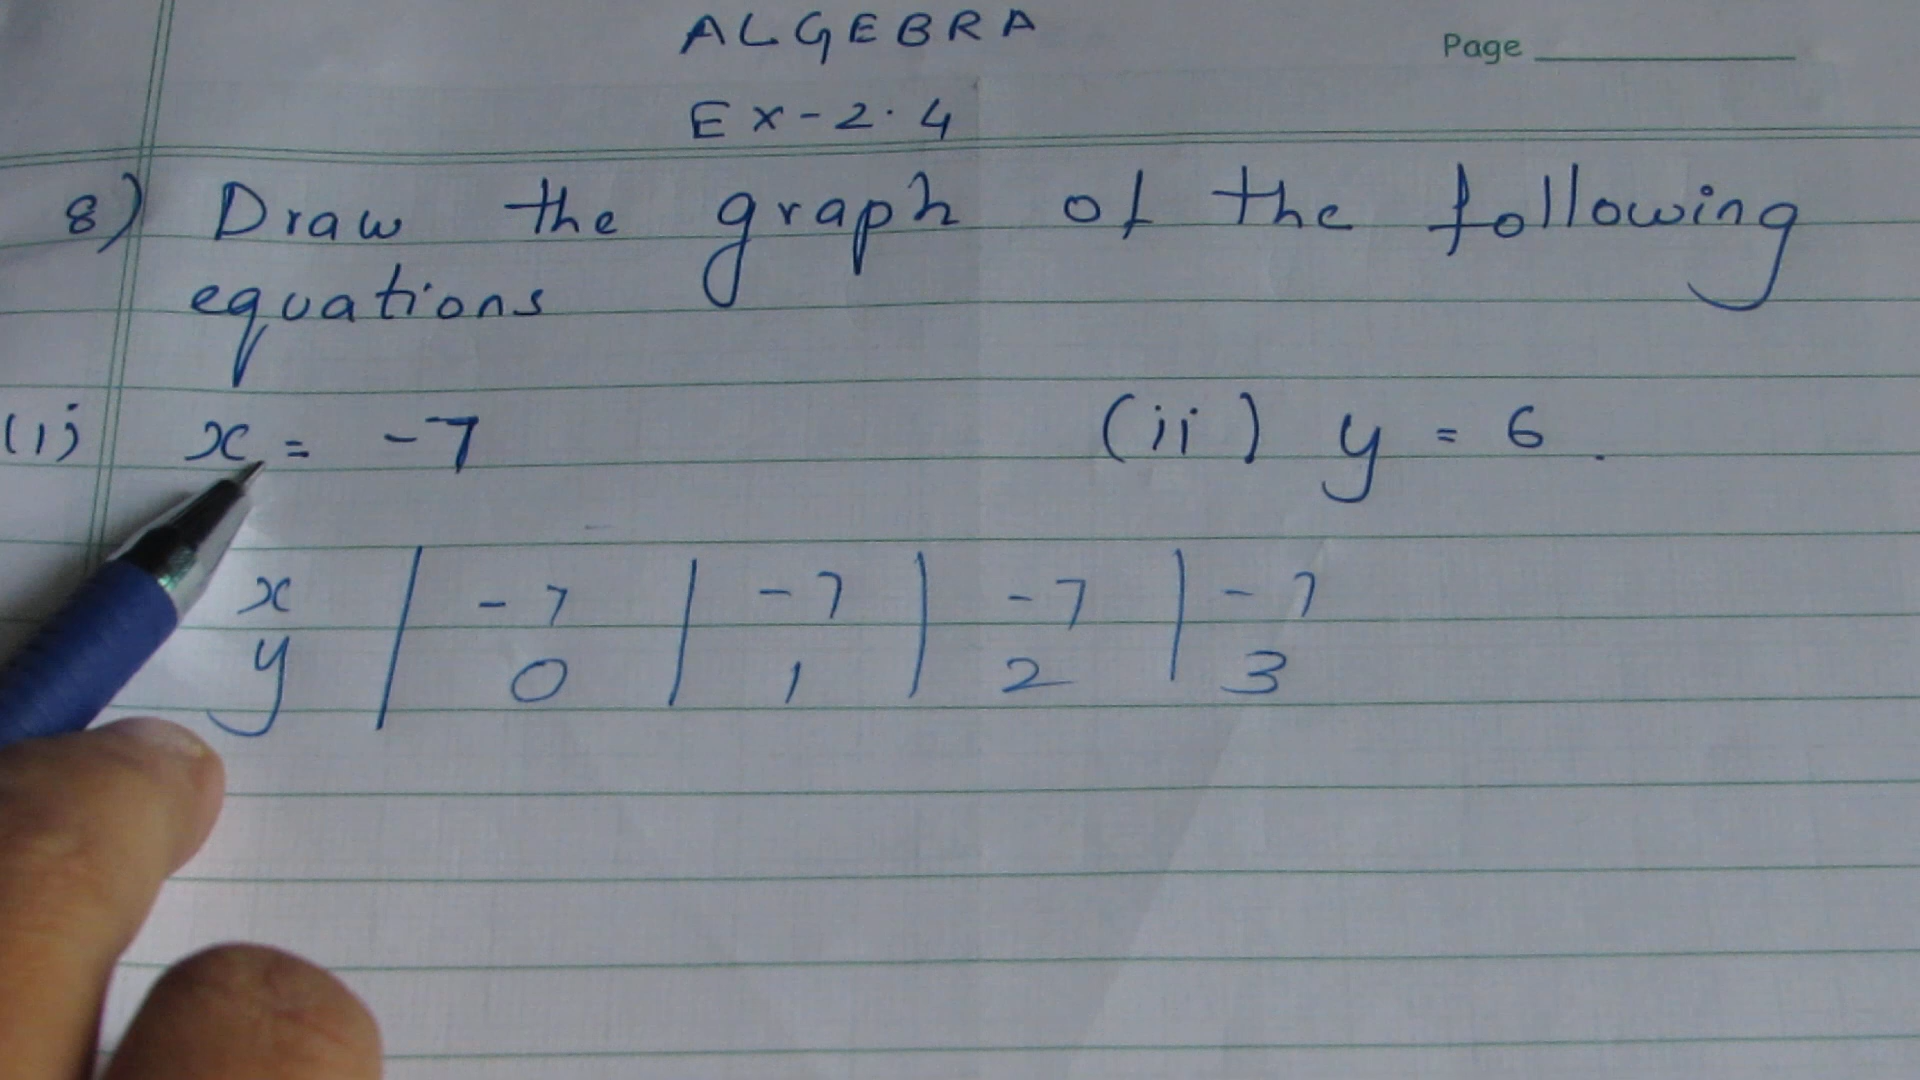 ALGEBRA
Page
EX-2.4
8) Draw the graph of the following
equations
(i) x = -7 (ii) y = 6.
x | -7 | -7 | -7 | -7
y | 0 | 1 | 2 | 3